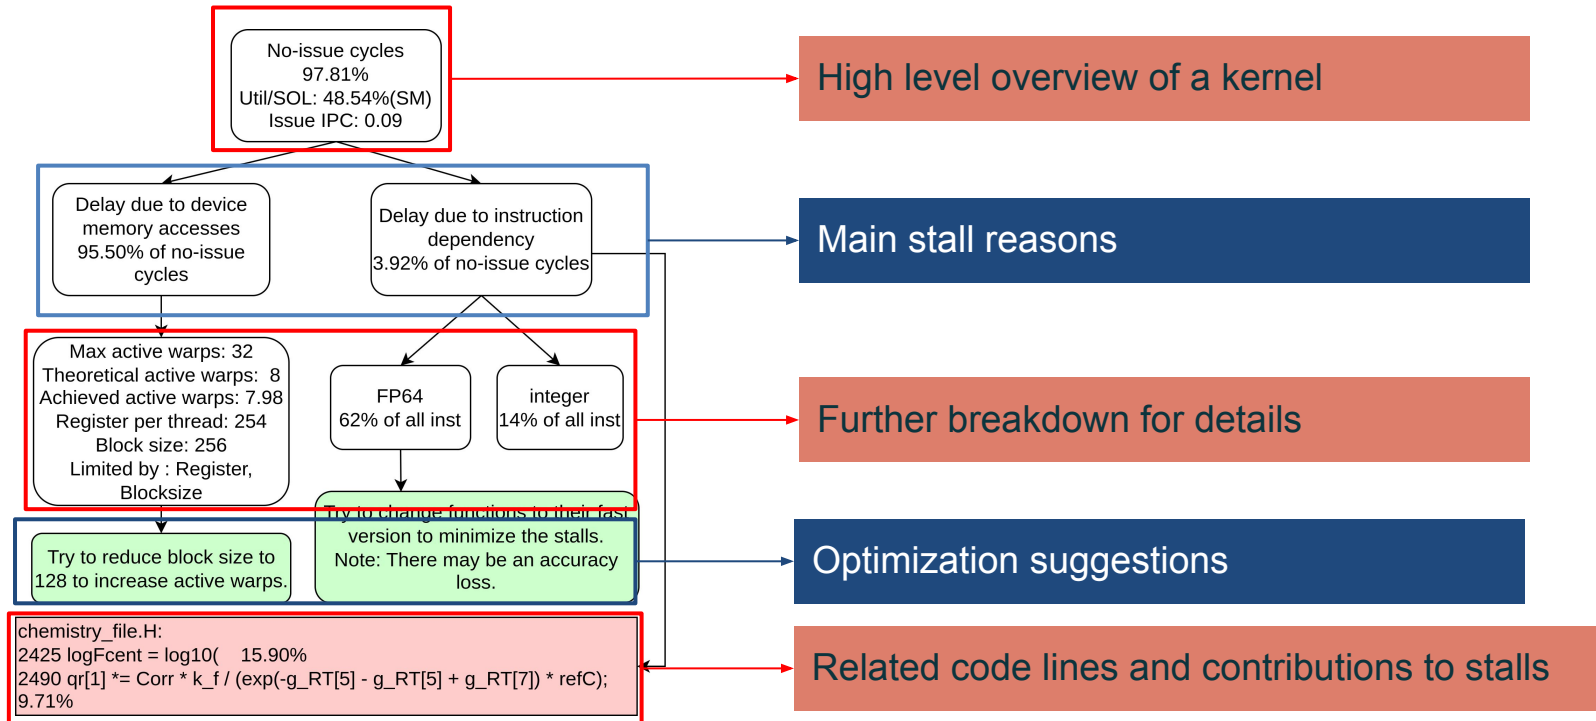 No-issue cycles
97.81%
Util/SOL: 48.54%(SM)
Issue IPC: 0.09
High level overview of a kernel
Delay due to device
memory accesses
95.50% of no-issue
cycles
Delay due to instruction
dependency
3.92% of no-issue cycles
Main stall reasons
Max active warps: 32
Theoretical active warps:  8
Achieved active warps: 7.98
Register per thread: 254
Block size: 256
Limited by : Register,
Blocksize
FP64
62% of all inst
integer
14% of all inst
Further breakdown for details
Try to reduce block size to
128 to increase active warps.
Try to change functions to their fast
version to minimize the stalls.
Note: There may be an accuracy
loss.
Optimization suggestions
chemistry_file.H:
2425 logFcent = log10(    15.90%
2490 qr[1] *= Corr * k_f / (exp(-g_RT[5] - g_RT[5] + g_RT[7]) * refC);
9.71%
Related code lines and contributions to stalls